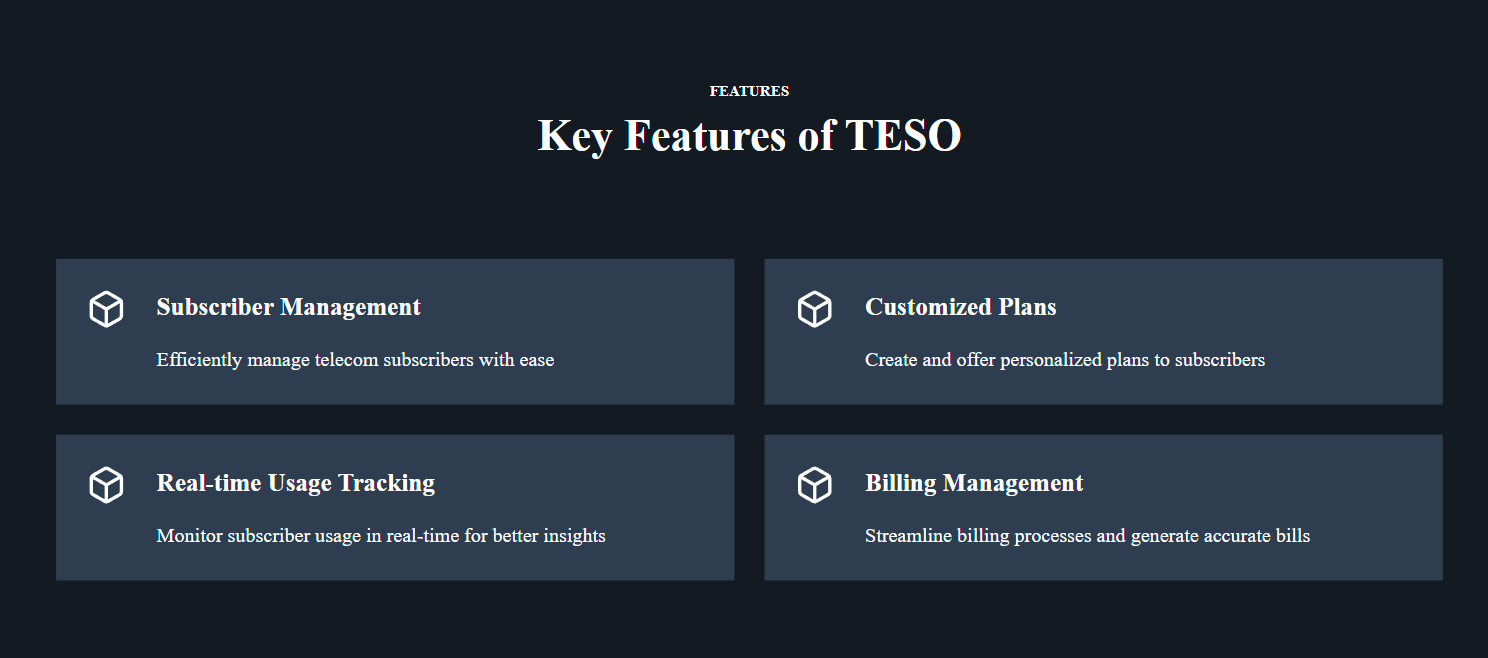 FEATURES
Key Features of TESO
Subscriber Management
Efficiently manage telecom subscribers with ease
Customized Plans
Create and offer personalized plans to subscribers
Real-time Usage Tracking
Monitor subscriber usage in real-time for better insights
Billing Management
Streamline billing processes and generate accurate bills